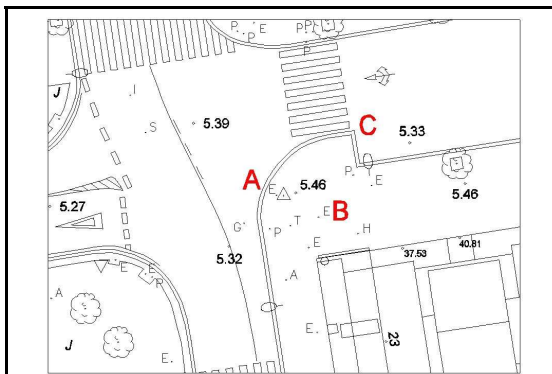 P. E P. E
P P
J I
S 5.39 C
5.33
A
E 5.46 P. E 5.46
5.27 E B
G P T H
5.32 E 37.53 40.81
E
E
P
A A
J E. 23
E.